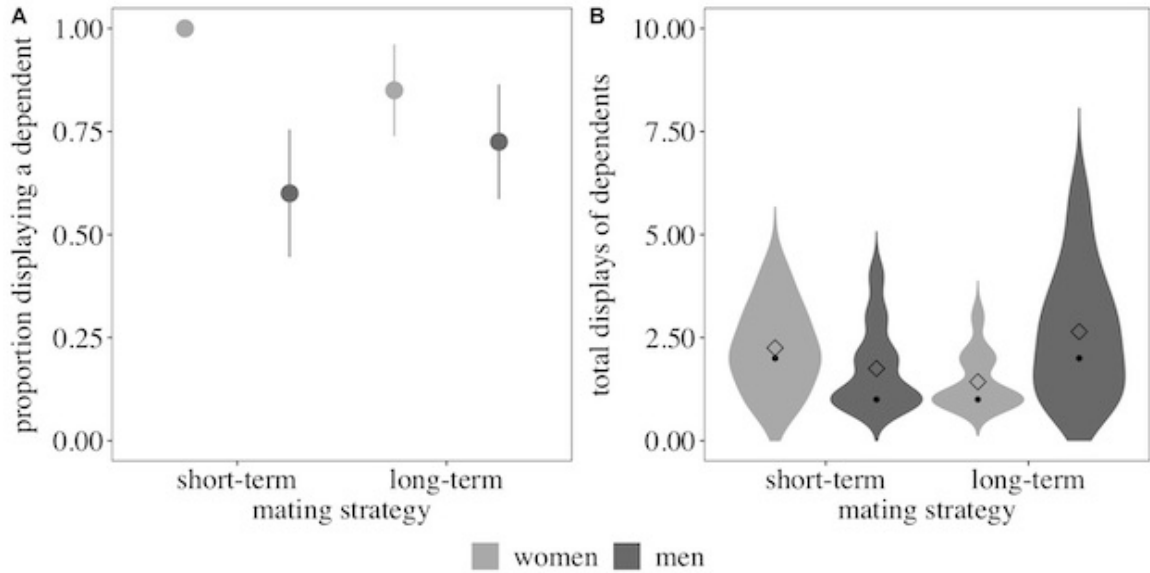 A
proportion displaying a dependent
1.00
0.75
0.50
0.25
0.00
short-term
long-term
mating strategy
B
total displays of dependents
10.00
7.50
5.00
2.50
0.00
short-term
long-term
mating strategy
women
men